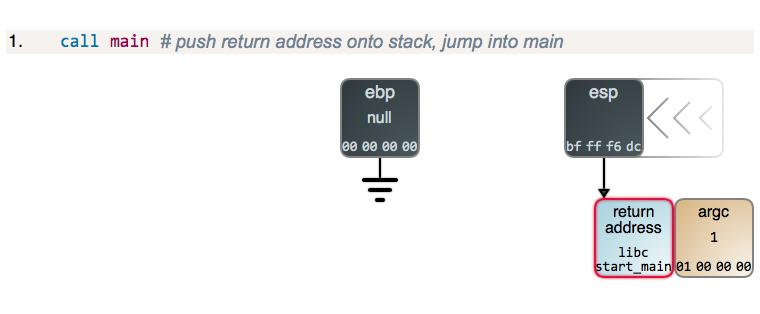 1. call main # push return address onto stack, jump into main
ebp
null
00 00 00 00
esp
bf ff f6 dc
return
address
libc
start_main
argc
1
01 00 00 00